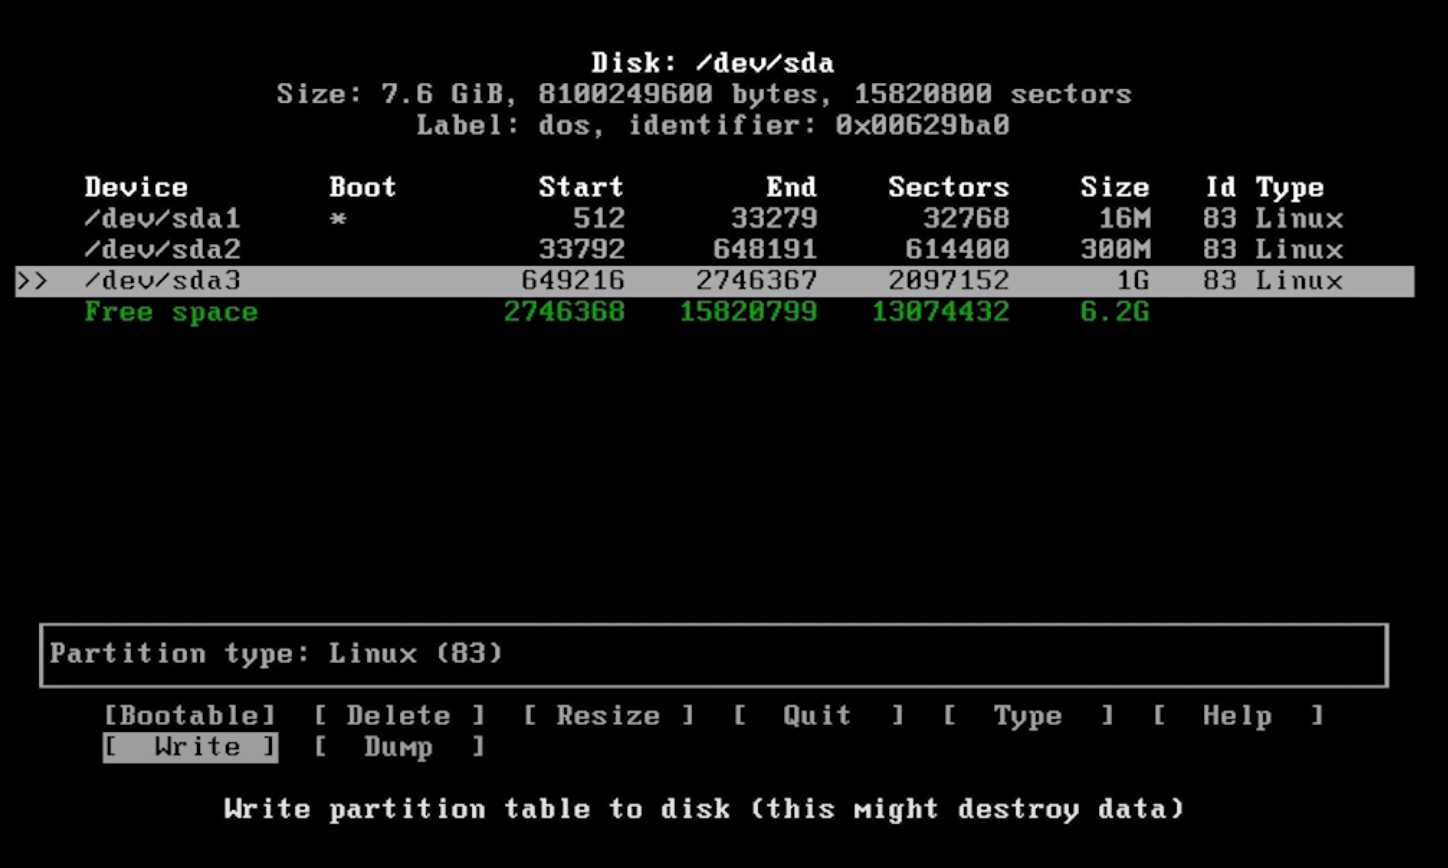 Disk: /dev/sda
Size: 7.6 GiB, 8100249600 bytes, 15820800 sectors
Label: dos, identifier: 0x00629ba0
Device Boot Start End Sectors Size Id Type
/dev/sda1 * 512 33279 32768 16M 83 Linux
/dev/sda2 33792 648191 614400 300M 83 Linux
>> /dev/sda3 649216 2746367 2097152 1G 83 Linux
Free space 2746368 15820799 13074432 6.2G
Partition type: Linux (83)
[Bootable] [ Delete ] [ Resize ] [ Quit ] [ Type ] [ Help ]
[ Write ] [ Dump ]
Write partition table to disk (this might destroy data)